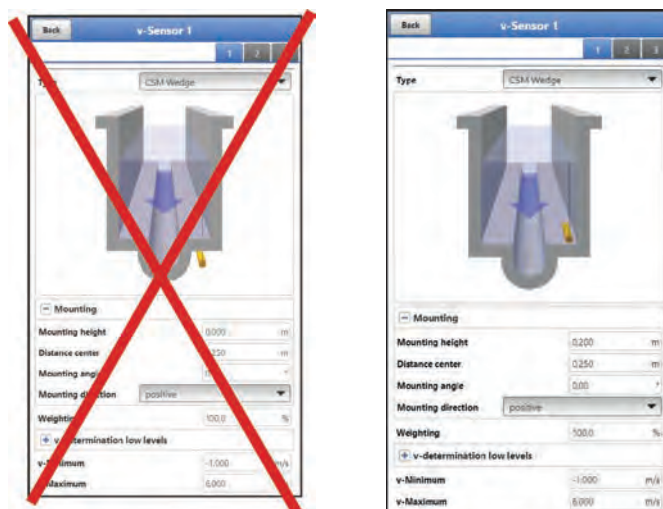 Back v-Sensor 1
1 2
Type CSM Wedge
Mounting
Mounting height 0.000 m
Distance center 0.250 m
Mounting angle °
Mounting direction positive
Weighting 100.0 %
v-determination low levels
v-Minimum -1.000 m/s
Maximum 6.000
Back v-Sensor 1
1 2 3
Type CSM Wedge
Mounting
Mounting height 0.200 m
Distance center 0.250 m
Mounting angle 0.00 °
Mounting direction positive
Weighting 100.0 %
v-determination low levels
v-Minimum -1.000 m/s
v-Maximum 6.000 m/s